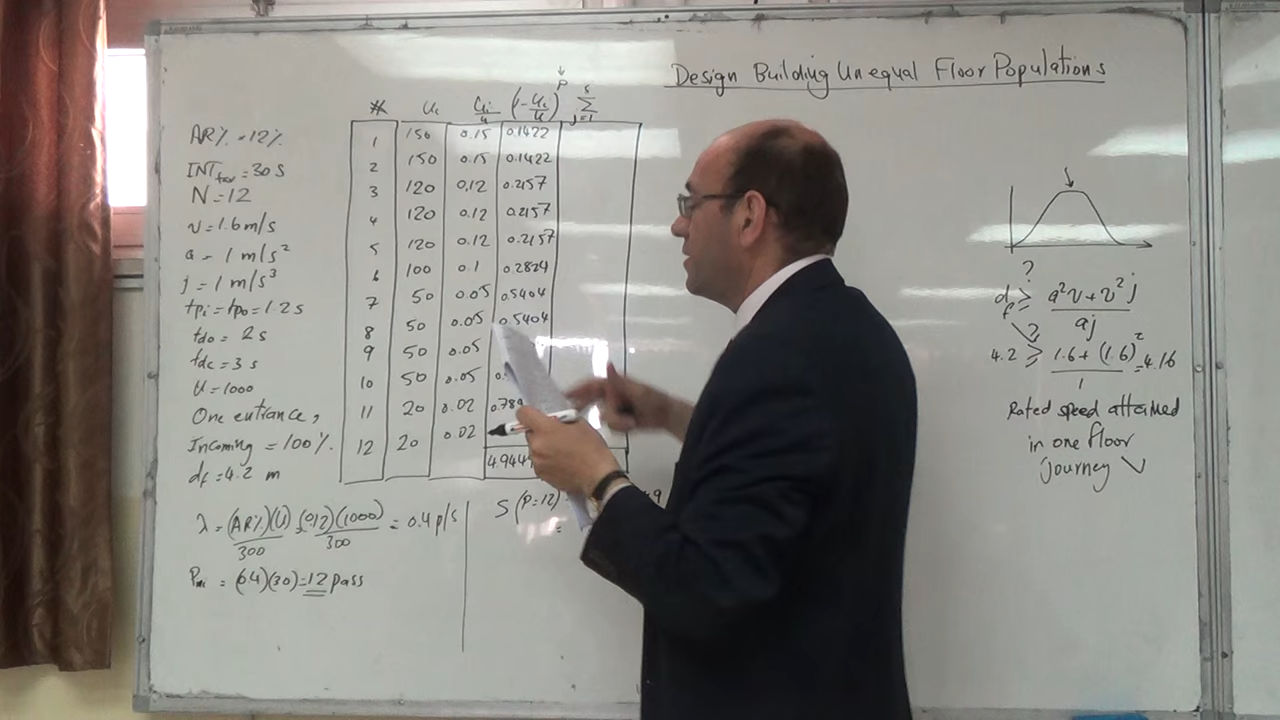 Design Building Unequal Floor Populations
AR% = 12%
INT = 30 s
N = 12
v = 1.6 m/s
a = 1 m/s²
j = 1 m/s³
tpi = tpo = 1.2 s
tdo = 2 s
tdc = 3 s
U = 1000
One entrance,
Incoming = 100%.
df = 4.2 m
# Ui Ui/U (1-Ui/U)^P S Σ j=1
1 150 0.15 0.1422
2 150 0.15 0.1422
3 120 0.12 0.2157
4 120 0.12 0.2157
5 120 0.12 0.2157
6 100 0.1 0.2824
7 50 0.05 0.5404
8 50 0.05 0.5404
9 50 0.05
10 50 0.05
11 20 0.02
12 20 0.02
4.944
λ = (AR%)(U)/300 = (0.12)(1000)/300 = 0.4 p/s
= (0.4)(30) = 12 pass
S (P=12)
?
df ≥ a²v + v²j / aj
?
4.2 ≥ 1.6 + (1.6)² / 1 = 4.16
Rated speed attained
in one floor
journey